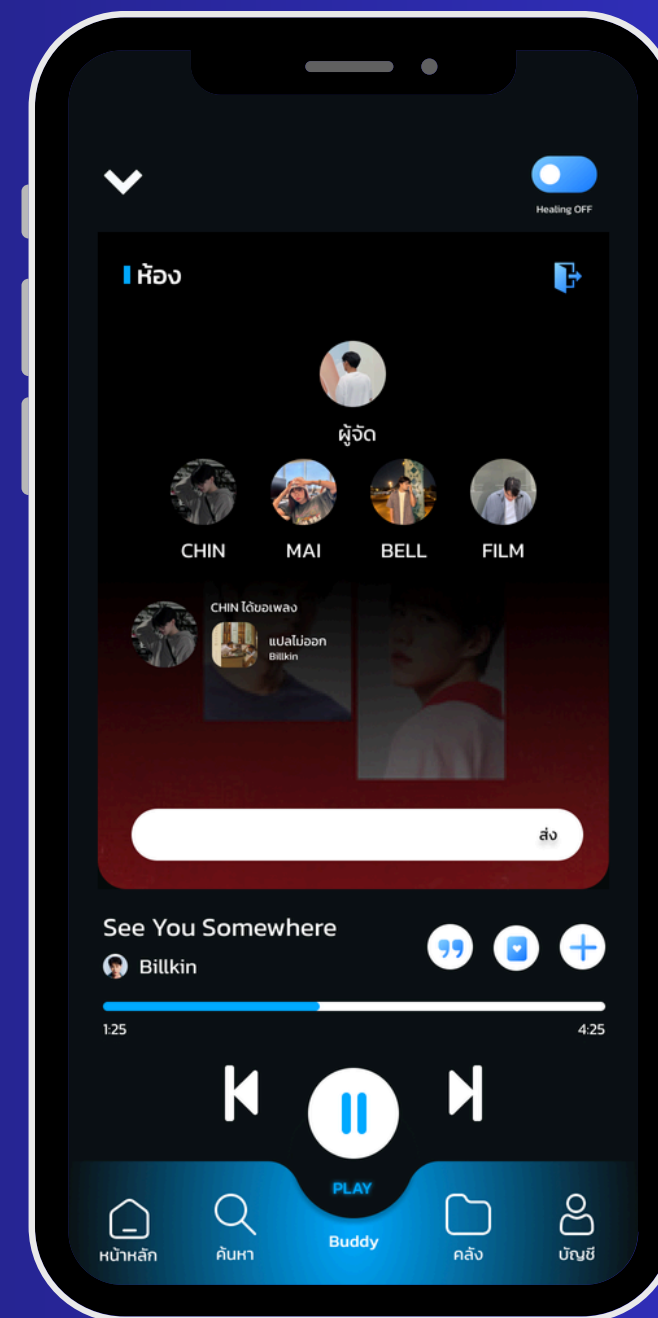 Healing OFF
ห้อง
ผู้จัด
CHIN MAI BELL FILM
CHIN ได้ขอเพลง
แปลไม่ออก
Billkin
ส่ง
See You Somewhere
Billkin
1:25 4:25
PLAY
หน้าหลัก ค้นหา Buddy คลัง บัญชี